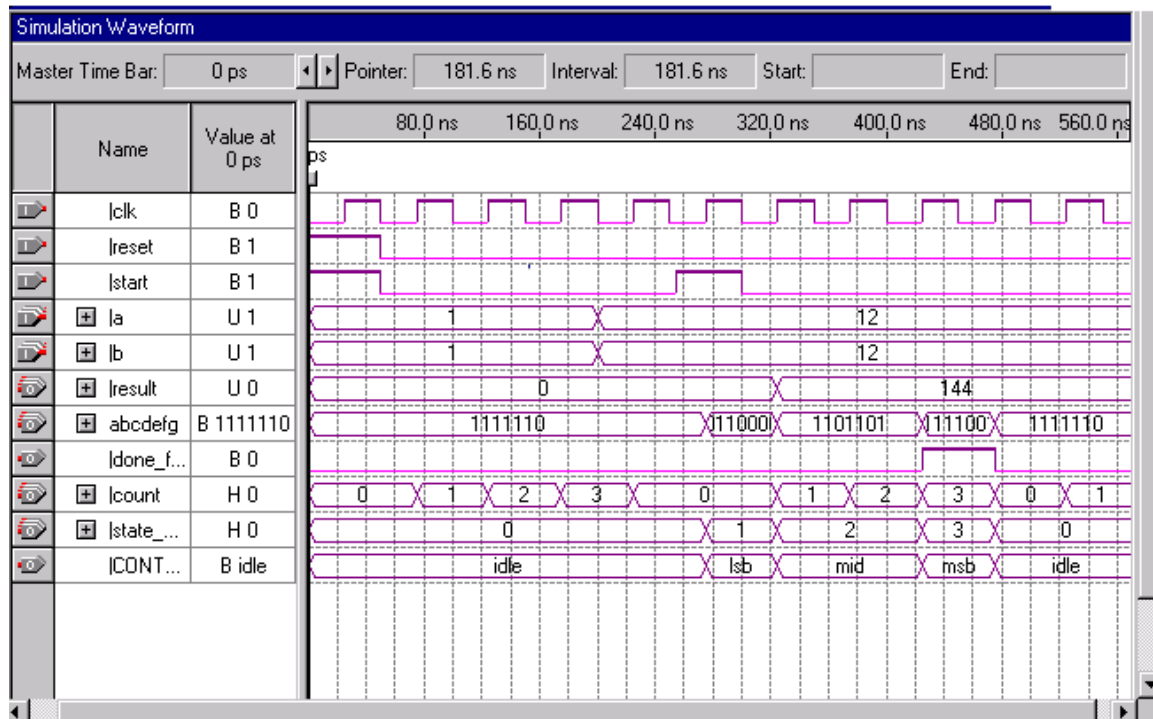 Simulation Waveform
Master Time Bar: 0 ps Pointer: 181.6 ns Interval: 181.6 ns Start: End:
Name Value at 0 ps 80.0 ns 160.0 ns 240.0 ns 320.0 ns 400.0 ns 480.0 ns 560.0 ns
ps
|clk B 0
|reset B 1
|start B 1
|a U 1 1 12
|b U 1 1 12
|result U 0 0 144
abcdefg B 1111110 1111110 111000 1101101 111100 1111110
|done_f... B 0
|count H 0 0 1 2 3 0 1 2 3 0 1
|state_... H 0 0 1 2 3 0
|CONT... B idle idle lsb mid msb idle